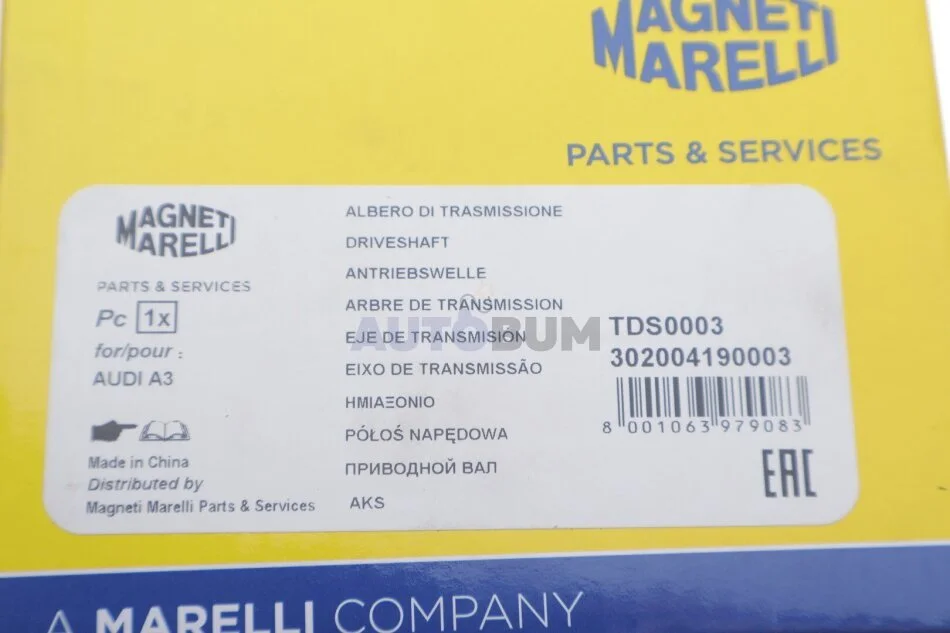 MAGNETI
MARELLI
PARTS & SERVICES
MAGNETI
MARELLI
PARTS & SERVICES
Pc 1x
for/pour :
AUDI A3
Made in China
Distributed by
Magneti Marelli Parts & Services
ALBERO DI TRASMISSIONE
DRIVESHAFT
ANTRIEBSWELLE
ARBRE DE TRANSMISSION
EJE DE TRANSMISION
EIXO DE TRANSMISSÃO
ΗΜΙΑΞΟΝΙΟ
PÓŁOŚ NAPĘDOWA
ПРИВОДНОЙ ВАЛ
AKS
AUTOBUM
TDS0003
302004190003
8 001063 979083
EAC
A MARELLI COMPANY